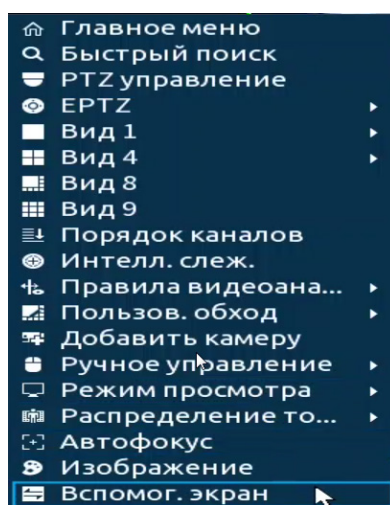 Главное меню
Быстрый поиск
PTZ управление
EPTZ
Вид 1
Вид 4
Вид 8
Вид 9
Порядок каналов
Интелл. слеж.
Правила видеоана...
Пользов. обход
Добавить камеру
Ручное управление
Режим просмотра
Распределение то...
Автофокус
Изображение
Вспомог. экран